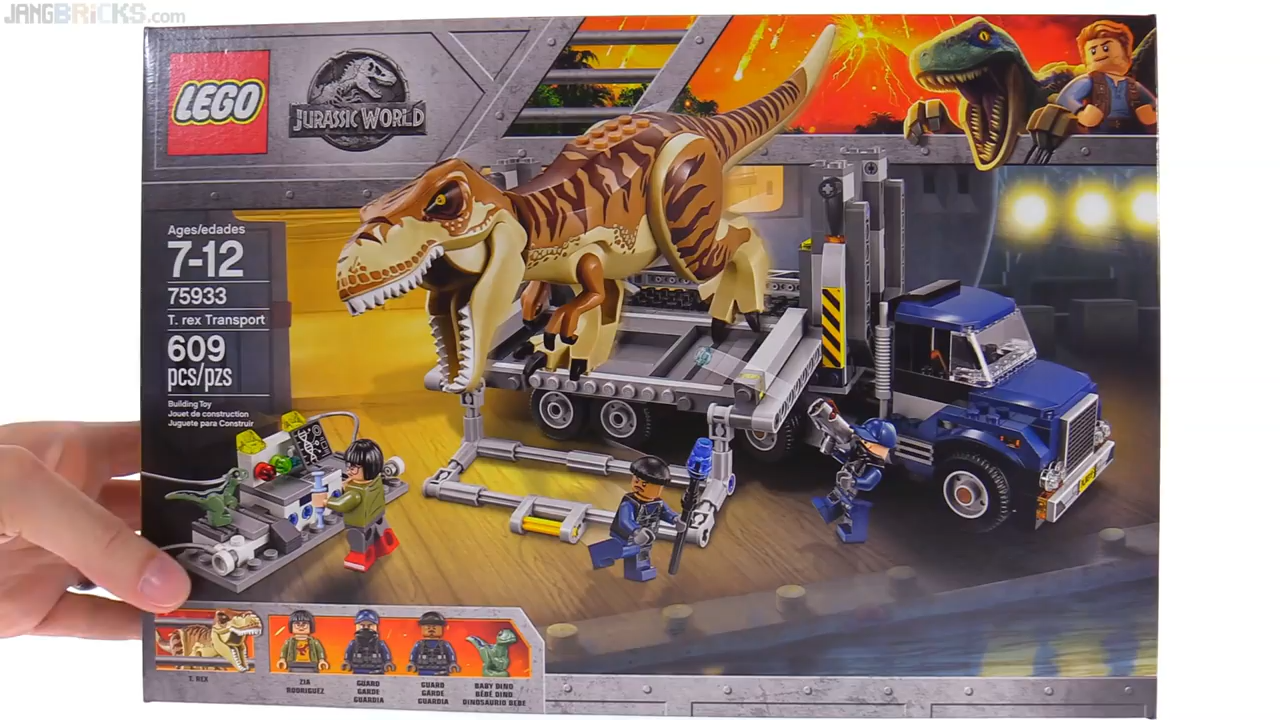 JANGBRICKS.com
LEGO
JURASSIC WORLD
Ages/edades
7-12
75933
T. rex Transport
609
pcs/pzs
Building Toy
Jouet de construction
Juguete para Construir
T. REX
ZIA
RODRIGUEZ
GUARD
GARDE
GUARDIA
GUARD
GARDE
GUARDIA
BABY DINO
BÉBÉ DINO
DINOSAURIO BEBÉ